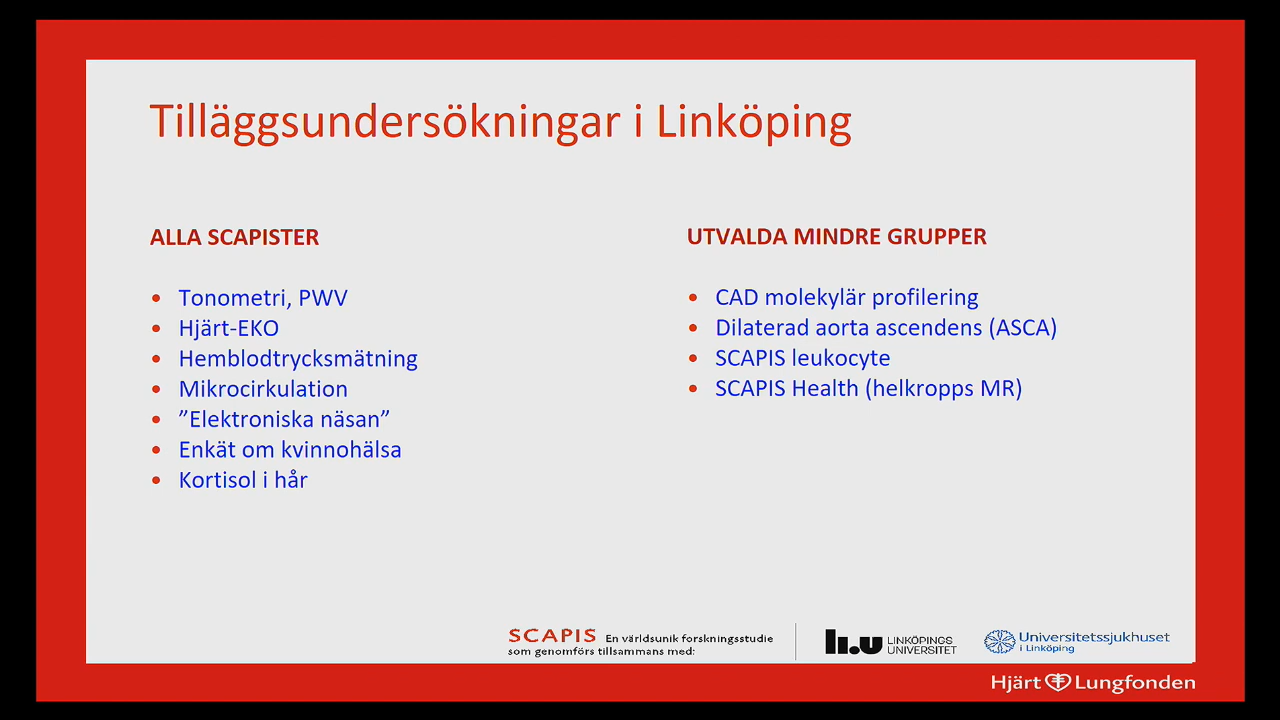 Tilläggsundersökningar i Linköping
ALLA SCAPISTER
• Tonometri, PWV
• Hjärt-EKO
• Hemblodtrycksmätning
• Mikrocirkulation
• ”Elektroniska näsan”
• Enkät om kvinnohälsa
• Kortisol i hår
UTVALDA MINDRE GRUPPER
• CAD molekylär profilering
• Dilaterad aorta ascendens (ASCA)
• SCAPIS leukocyte
• SCAPIS Health (helkropps MR)
SCAPIS En världsunik forskningsstudie
som genomförs tillsammans med:
li.u LINKÖPINGS
UNIVERSITET
Universitetssjukhuset
i Linköping
Hjärt Lungfonden